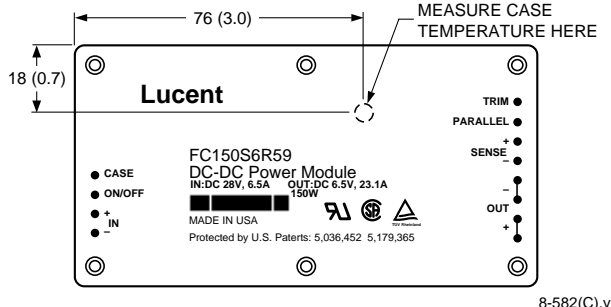 76 (3.0)
MEASURE CASE
TEMPERATURE HERE
18 (0.7)
Lucent
TRIM
PARALLEL
+
SENSE
–
–
OUT
+
FC150S6R59
DC-DC Power Module
IN:DC 28V, 6.5A OUT:DC 6.5V, 23.1A
150W
CASE
ON/OFF
+
IN
–
MADE IN USA
TUV Rheinland
Protected by U.S. Paterts: 5,036,452 5,179,365
8-582(C).v